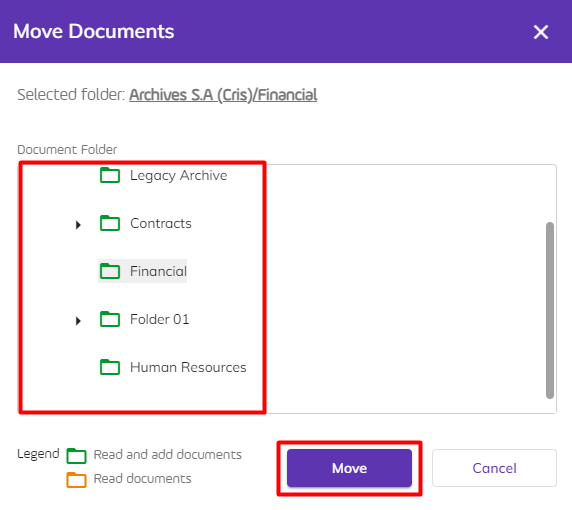 Move Documents
Selected folder: Archives S.A (Cris)/Financial
Document Folder
Legacy Archive
Contracts
Financial
Folder 01
Human Resources
Legend Read and add documents
Read documents
Move
Cancel